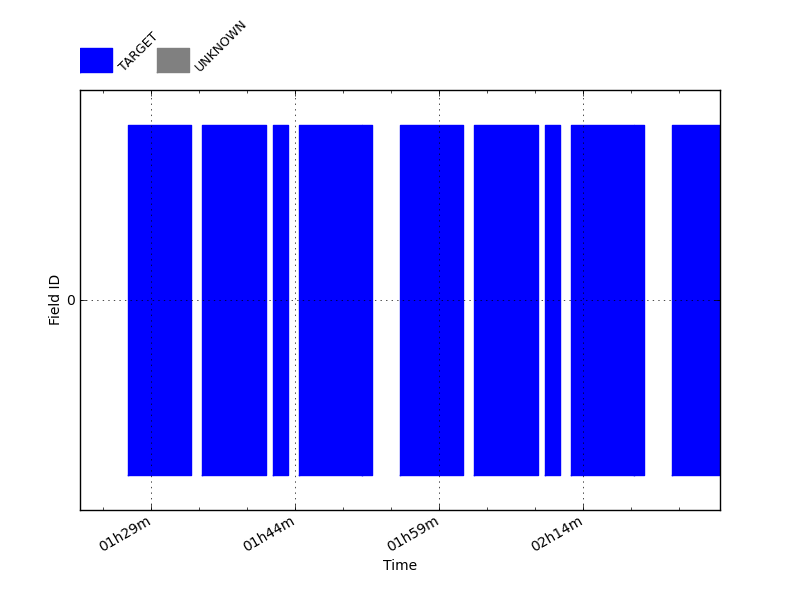 TARGET
UNKNOWN
Field ID
0
01h29m
01h44m
01h59m
02h14m
Time